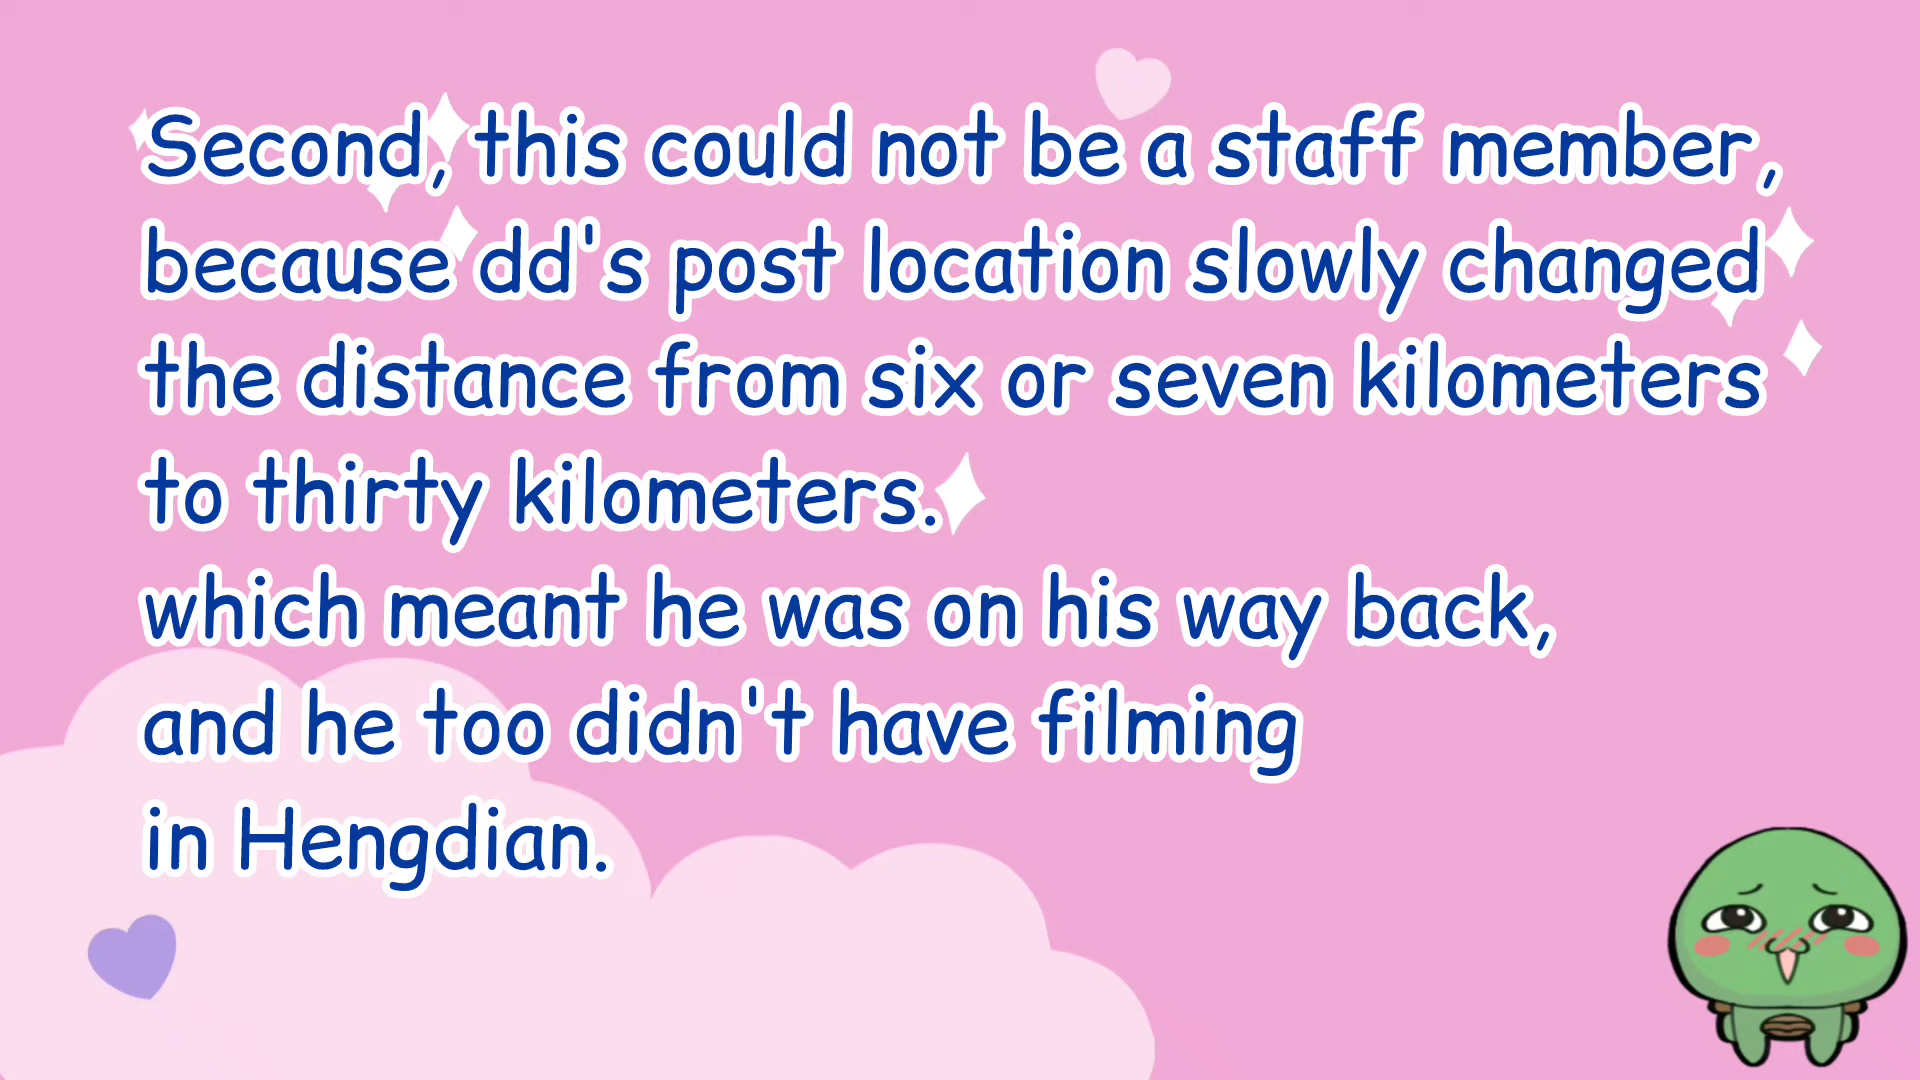 Second, this could not be a staff member,
because dd's post location slowly changed
the distance from six or seven kilometers
to thirty kilometers.
which meant he was on his way back,
and he too didn't have filming
in Hengdian.